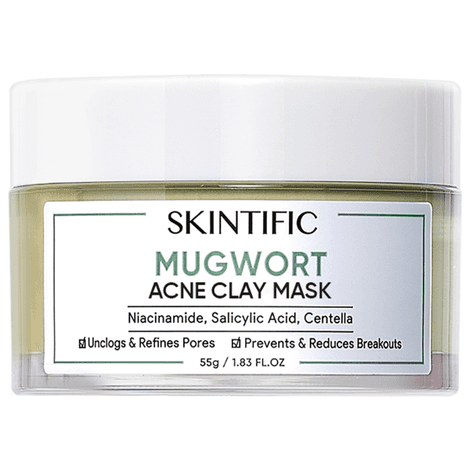 SKINTIFIC
MUGWORT
ACNE CLAY MASK
Niacinamide, Salicylic Acid, Centella
☑Unclogs & Refines Pores ☑ Prevents & Reduces Breakouts
55g / 1.83 FL.OZ